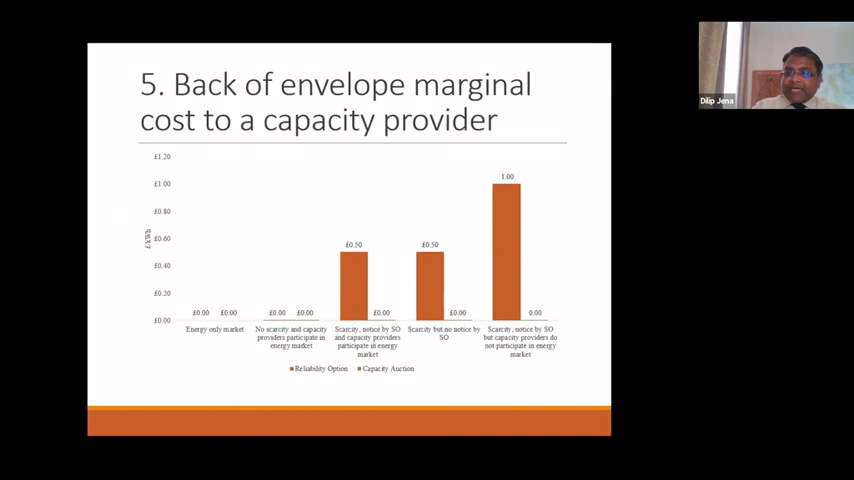 5. Back of envelope marginal
cost to a capacity provider
£1.20
£1.00
£0.80
£0.60
£0.40
£0.20
£0.00
£/kWh
£0.00
£0.00
£0.00
£0.00
£0.50
£0.00
£0.50
£0.00
1.00
0.00
Energy only market
No scarcity and capacity
providers participate in
energy market
Scarcity, notice by SO
and capacity providers
participate in energy
market
Scarcity but no notice by
SO
Scarcity, notice by SO
but capacity providers do
not participate in energy
market
Reliability Option
Capacity Auction
Dilip Jena